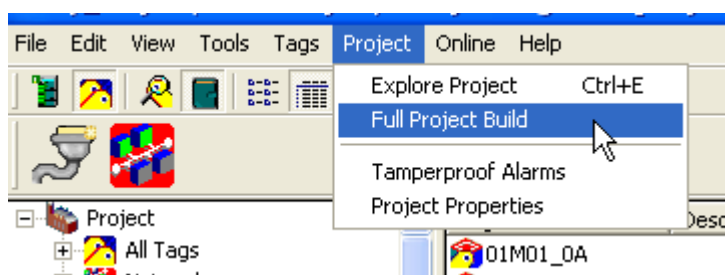 File Edit View Tools Tags Project Online Help
Explore Project Ctrl+E
Full Project Build
Tamperproof Alarms
Project Properties
Project
All Tags
Desc
01M01_0A